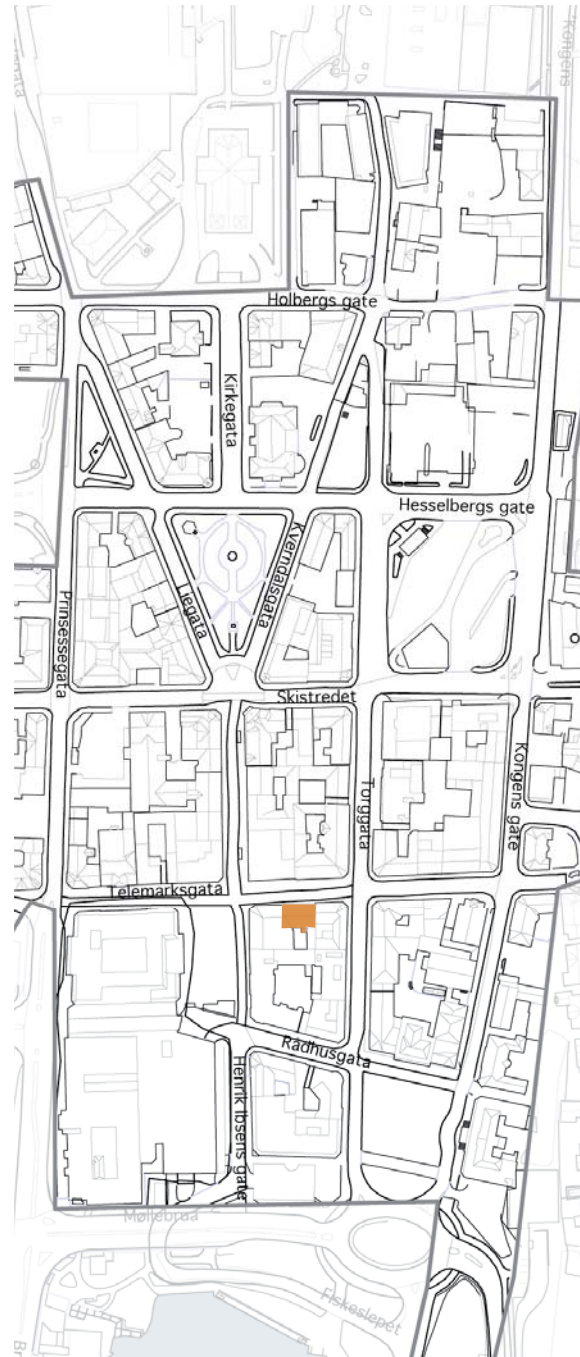 Kongens
Holbergs gate
Kirkegata
Hesselbergs gate
Kverndalsgata
Liegata
Prinsessegata
Skistredet
Torggata
Kongens gate
Telemarksgata
Rådhusgata
Henrik Ibsens gate
Møllebrua
Fiskeslepet